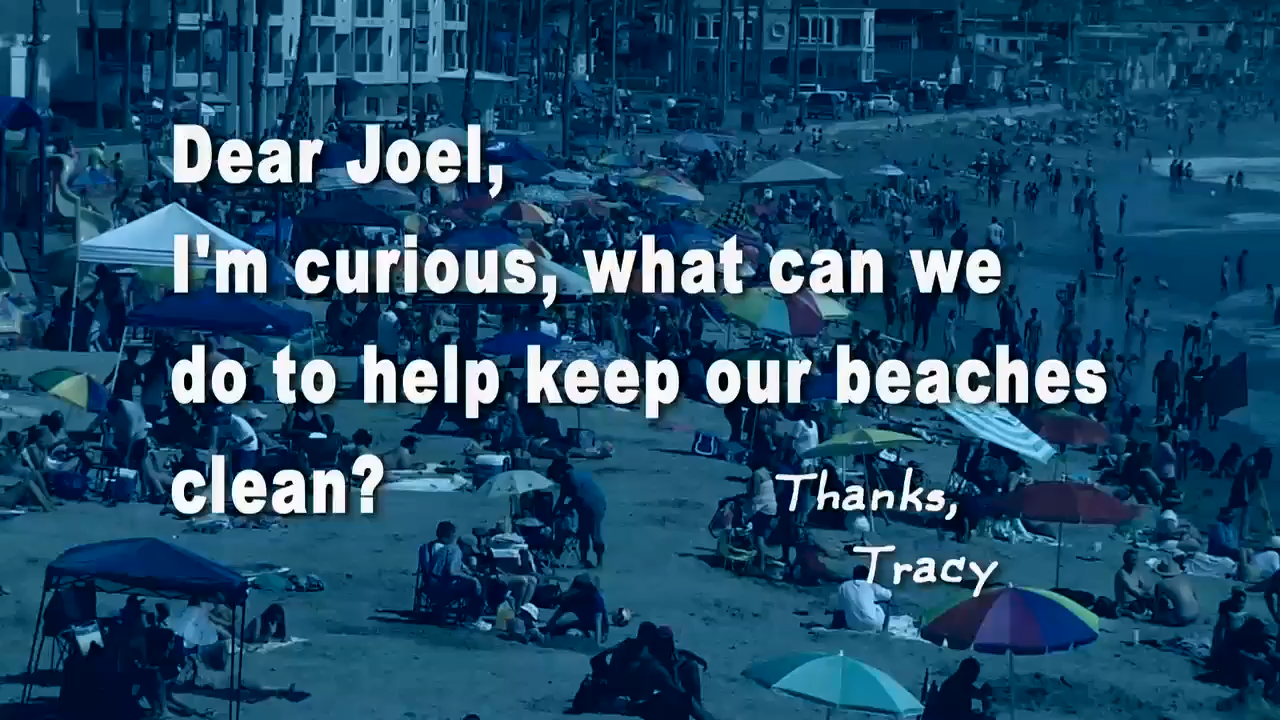 Dear Joel,
I'm curious, what can we
do to help keep our beaches
clean?
Thanks,
Tracy